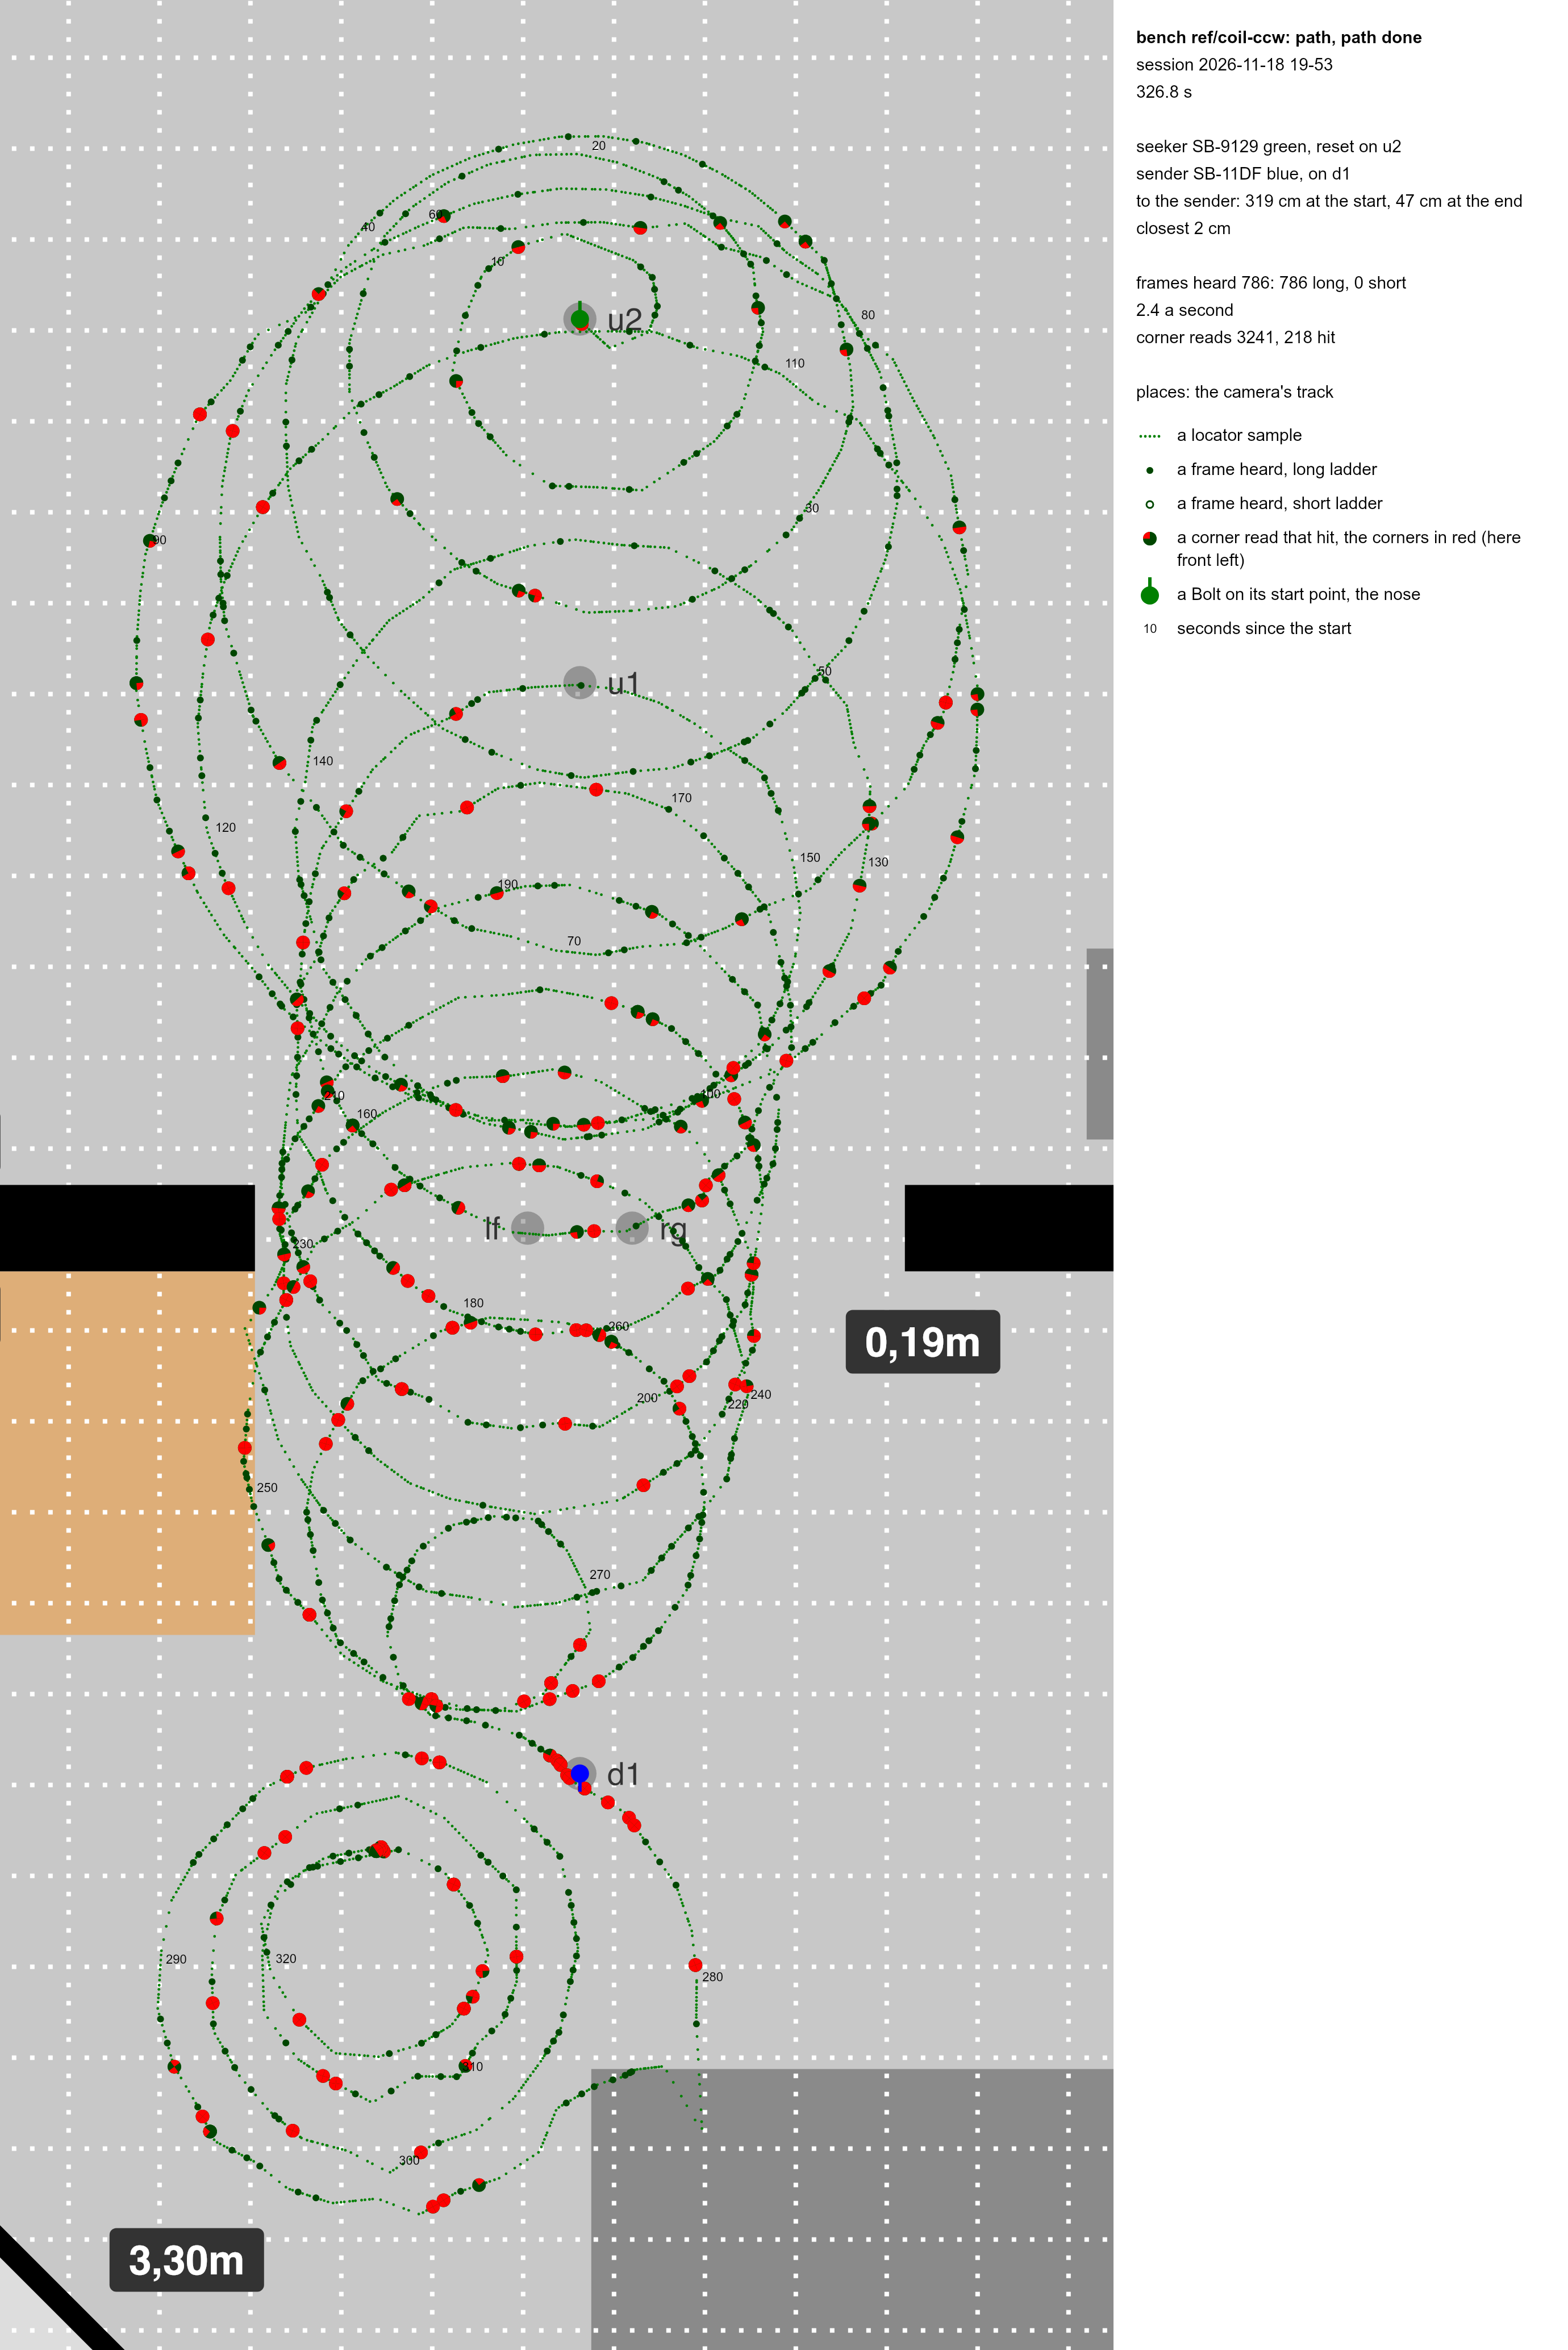 bench ref/coil-ccw: path, path done
session 2026-11-18 19-53
326.8 s
seeker SB-9129 green, reset on u2
sender SB-11DF blue, on d1
to the sender: 319 cm at the start, 47 cm at the end
closest 2 cm
frames heard 786: 786 long, 0 short
2.4 a second
corner reads 3241, 218 hit
places: the camera's track
a locator sample
a frame heard, long ladder
a frame heard, short ladder
a corner read that hit, the corners in red (here
front left)
a Bolt on its start point, the nose
10 seconds since the start
20
60
40
10
u2
80
110
30
90
50
u1
140
170
120
150
130
190
70
210
100
160
lf
rg
230
180
260
0,19m
200
220
240
250
270
d1
290
320
280
310
300
3,30m